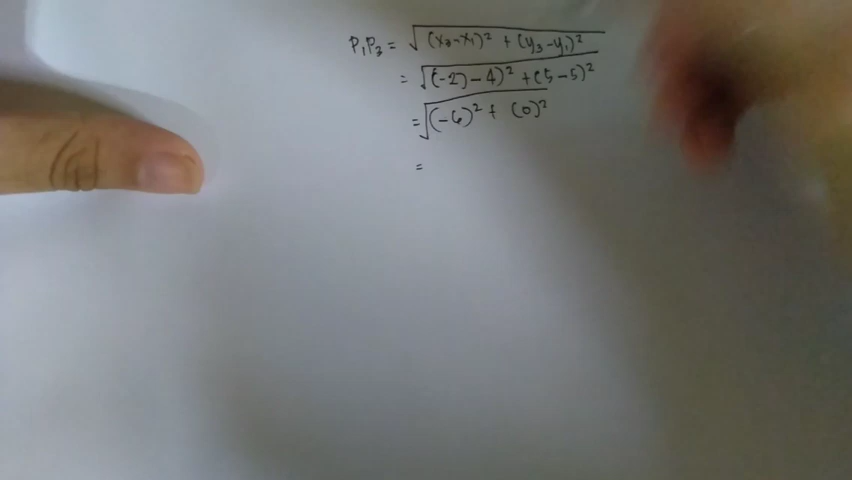 P₁P₃ = √(x₃-x₁)² + (y₃-y₁)²
= √(-2)-4)² + (5-5)²
= √(-6)² + (0)²
=